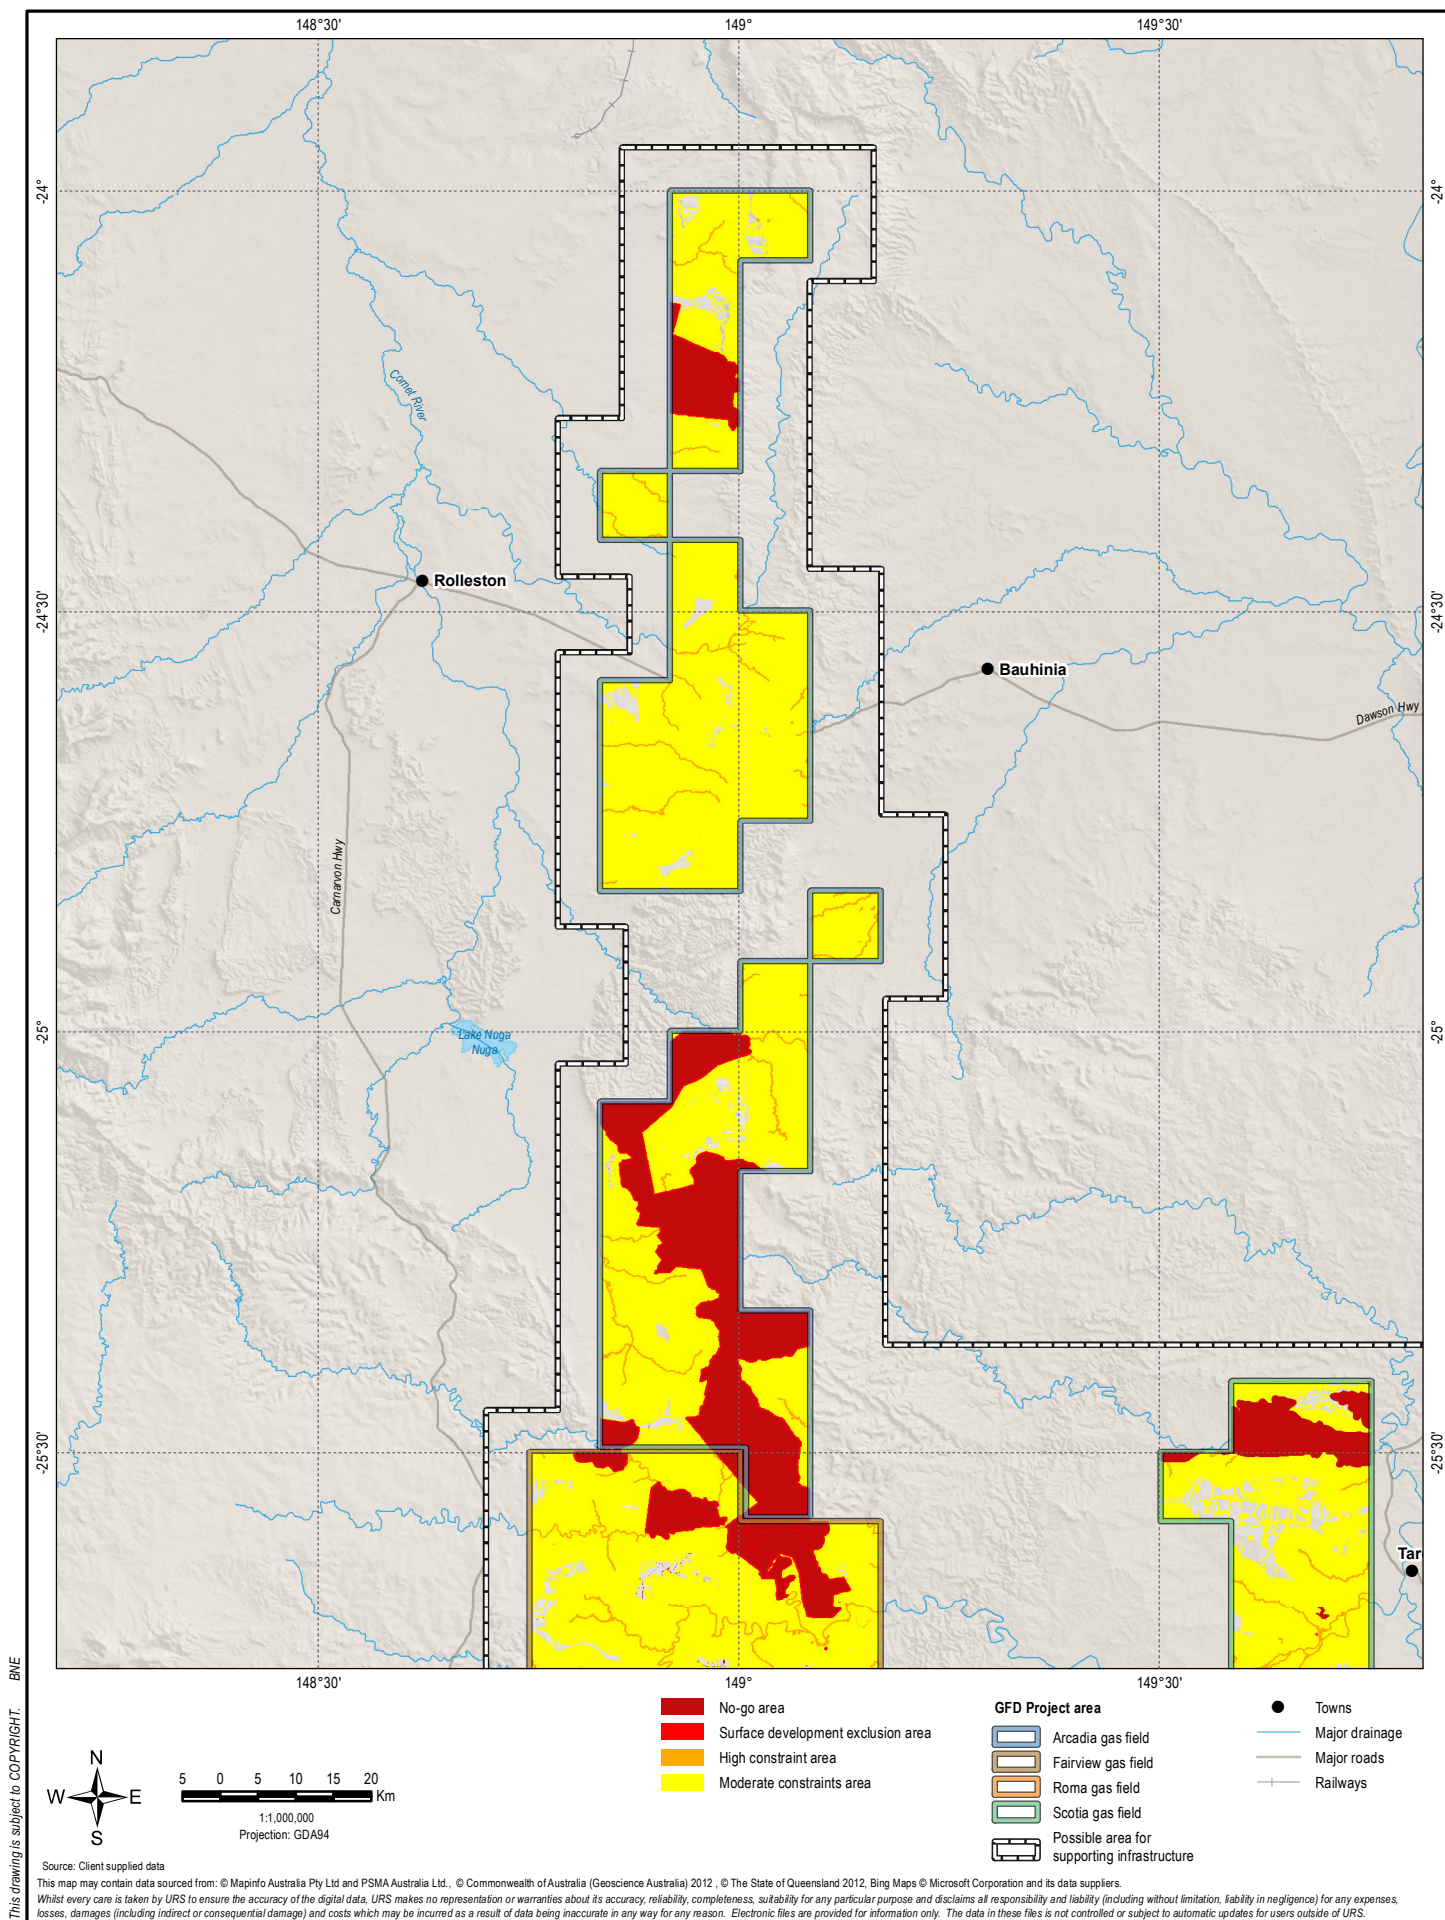 148°30'
149°
149°30'
-24°
-24°
Comet River
Rolleston
-24°30'
-24°30'
Bauhinia
Dawson Hwy
Carnarvon Hwy
Lake Nuga
Nuga
-25°
-25°
-25°30'
-25°30'
Tar
148°30'
149°
149°30'
No-go area
Surface development exclusion area
High constraint area
Moderate constraints area
GFD Project area
Arcadia gas field
Fairview gas field
Roma gas field
Scotia gas field
Possible area for
supporting infrastructure
Towns
Major drainage
Major roads
Railways
N
W
E
S
5 0 5 10 15 20
Km
1:1,000,000
Projection: GDA94
Source: Client supplied data
This map may contain data sourced from: © Mapinfo Australia Pty Ltd and PSMA Australia Ltd., © Commonwealth of Australia (Geoscience Australia) 2012 , © The State of Queensland 2012, Bing Maps © Microsoft Corporation and its data suppliers.
Whilst every care is taken by URS to ensure the accuracy of the digital data, URS makes no representation or warranties about its accuracy, reliability, completeness, suitability for any particular purpose and disclaims all responsibility and liability (including without limitation, liability in negligence) for any expenses,
losses, damages (including indirect or consequential damage) and costs which may be incurred as a result of data being inaccurate in any way for any reason. Electronic files are provided for information only. The data in these files is not controlled or subject to automatic updates for users outside of URS.
This drawing is subject to COPYRIGHT. BNE